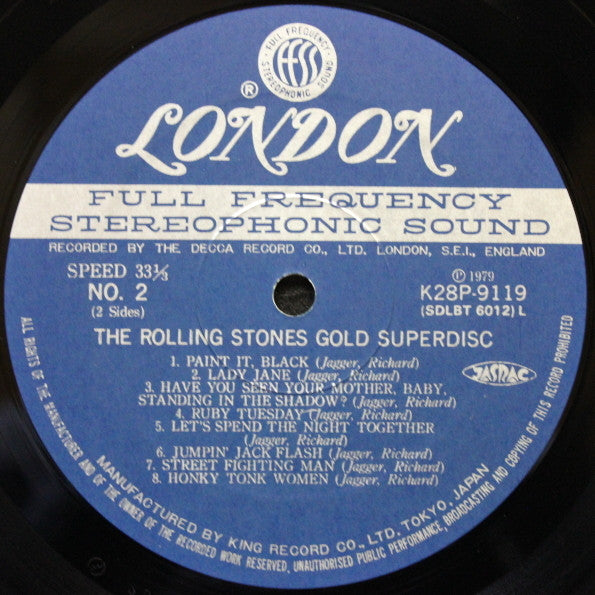 FULL FREQUENCY
ffss
STEREOPHONIC SOUND
® LONDON
FULL FREQUENCY
STEREOPHONIC SOUND
RECORDED BY THE DECCA RECORD CO., LTD. LONDON, S.E.I., ENGLAND
SPEED 33⅓
℗ 1979
NO. 2
K28P-9119
(2 Sides)
(SDLBT 6012) L
THE ROLLING STONES GOLD SUPERDISC
1. PAINT IT, BLACK (Jagger, Richard)
2. LADY JANE (Jagger, Richard)
3. HAVE YOU SEEN YOUR MOTHER, BABY,
STANDING IN THE SHADOW? (Jagger, Richard)
4. RUBY TUESDAY (Jagger, Richard)
5. LET'S SPEND THE NIGHT TOGETHER
(Jagger, Richard)
6. JUMPIN' JACK FLASH (Jagger, Richard)
7. STREET FIGHTING MAN (Jagger, Richard)
8. HONKY TONK WOMEN (Jagger, Richard)
JASRAC
MANUFACTURED BY KING RECORD CO., LTD. TOKYO, JAPAN
ALL RIGHTS OF THE MANUFACTURER AND OF THE OWNER OF THE RECORDED WORK RESERVED. UNAUTHORISED PUBLIC PERFORMANCE, BROADCASTING AND COPYING OF THIS RECORD PROHIBITED